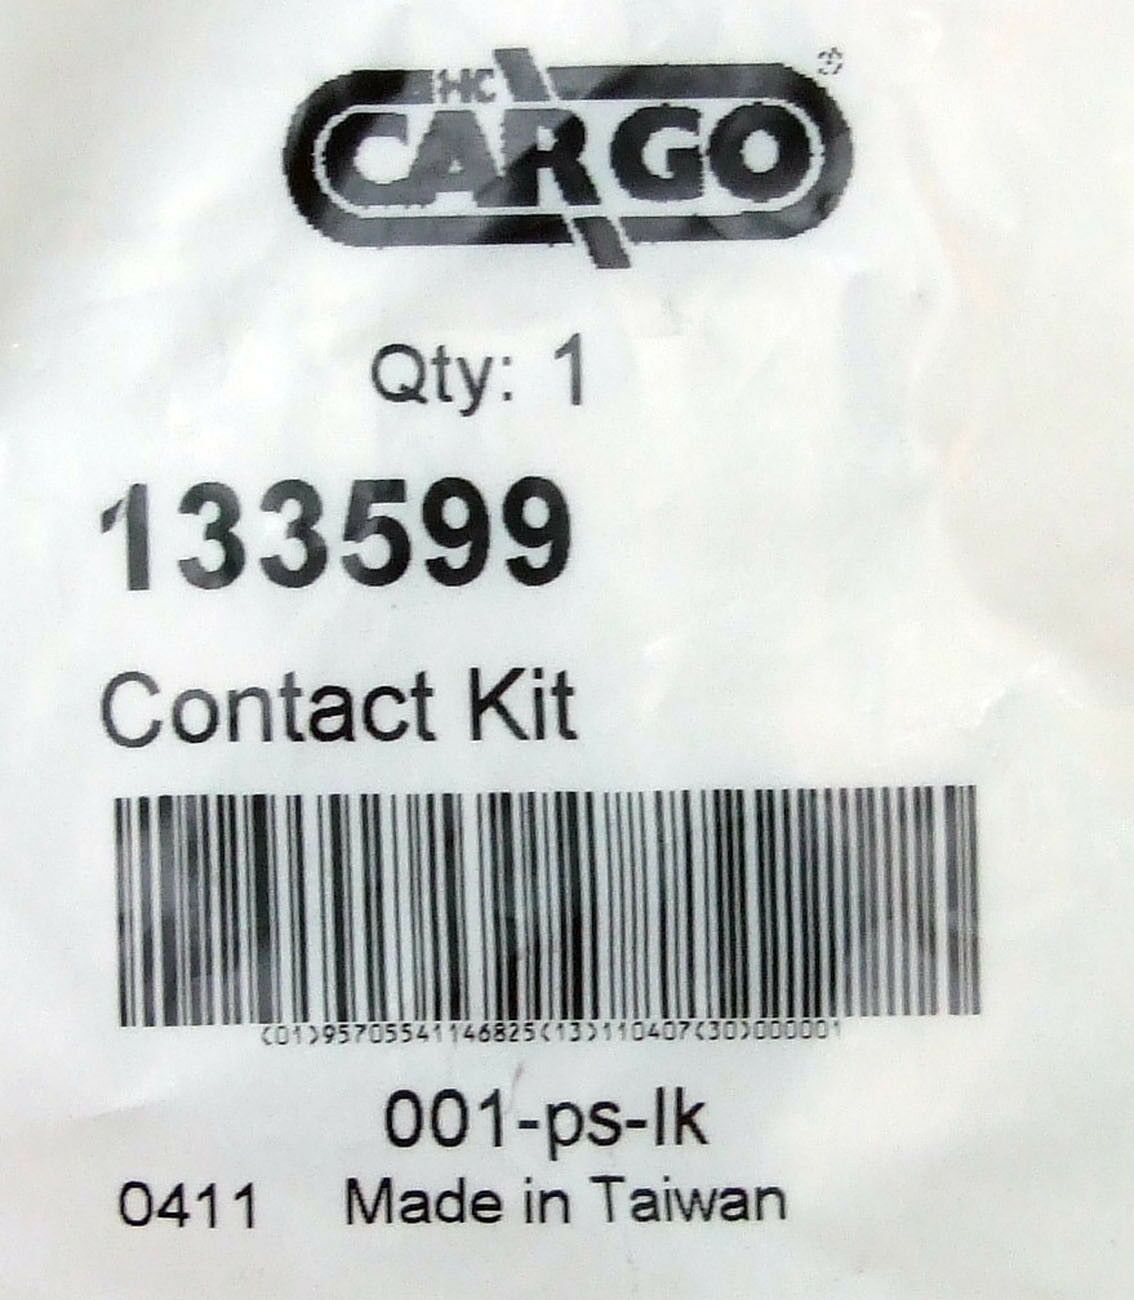 HC
CARGO®
Qty: 1
133599
Contact Kit
(01)95705541146825(13)110407(30)000001
001-ps-lk
0411 Made in Taiwan